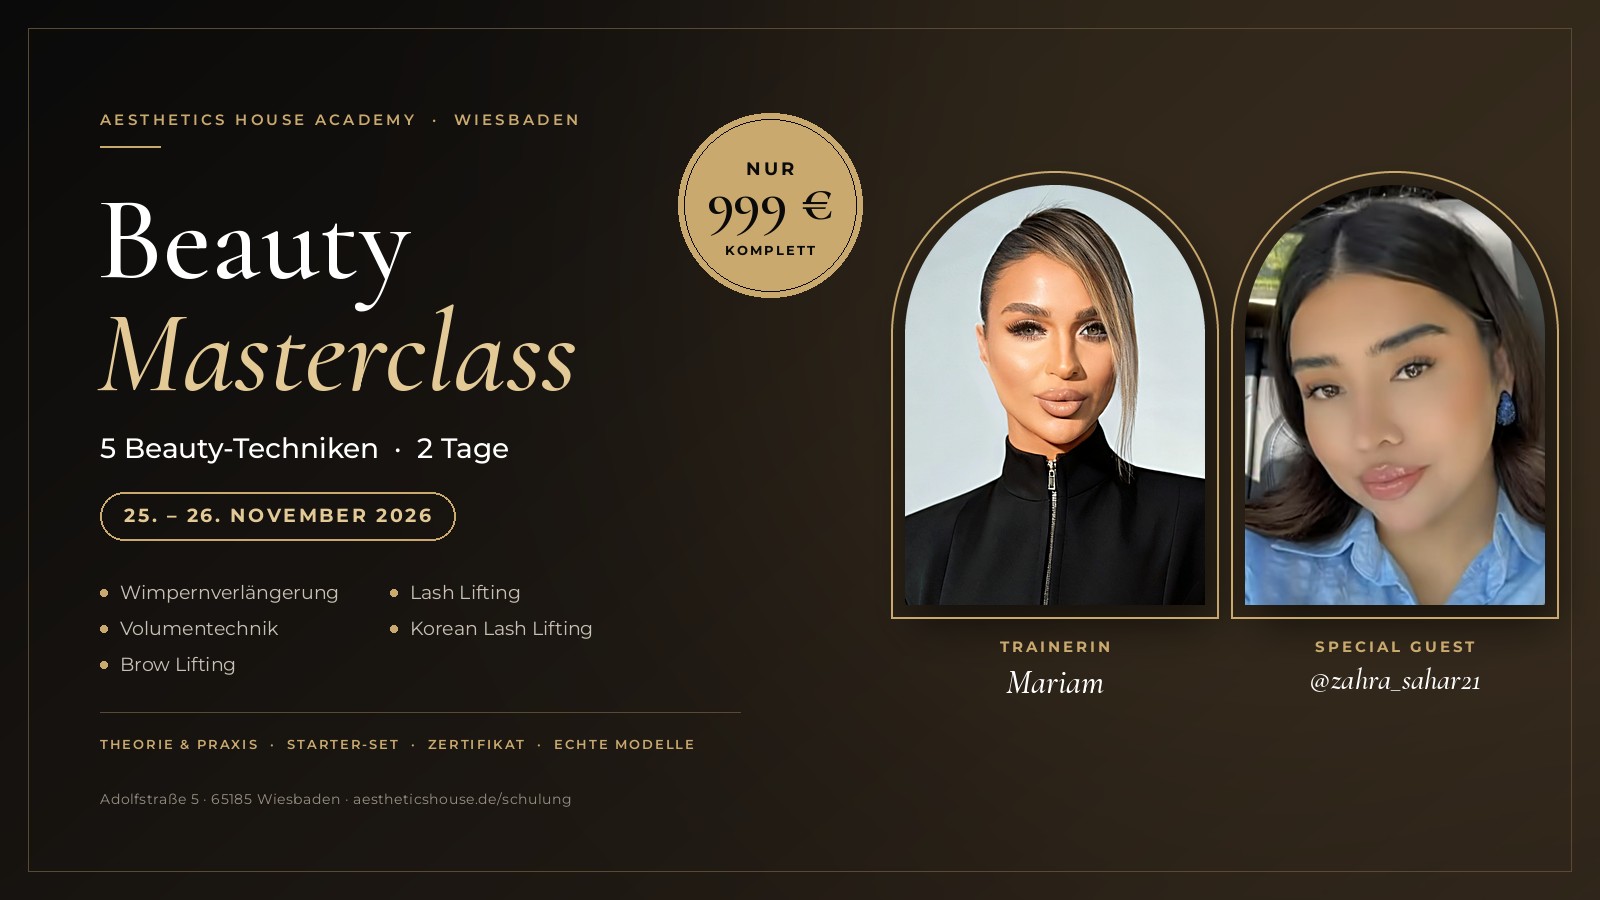 AESTHETICS HOUSE ACADEMY · WIESBADEN
Beauty
Masterclass
5 Beauty-Techniken · 2 Tage
25. – 26. NOVEMBER 2026
Wimpernverlängerung
Volumentechnik
Brow Lifting
Lash Lifting
Korean Lash Lifting
THEORIE & PRAXIS · STARTER-SET · ZERTIFIKAT · ECHTE MODELLE
Adolfstraße 5 · 65185 Wiesbaden · aestheticshouse.de/schulung
NUR
999 €
KOMPLETT
TRAINERIN
Mariam
SPECIAL GUEST
@zahra_sahar21